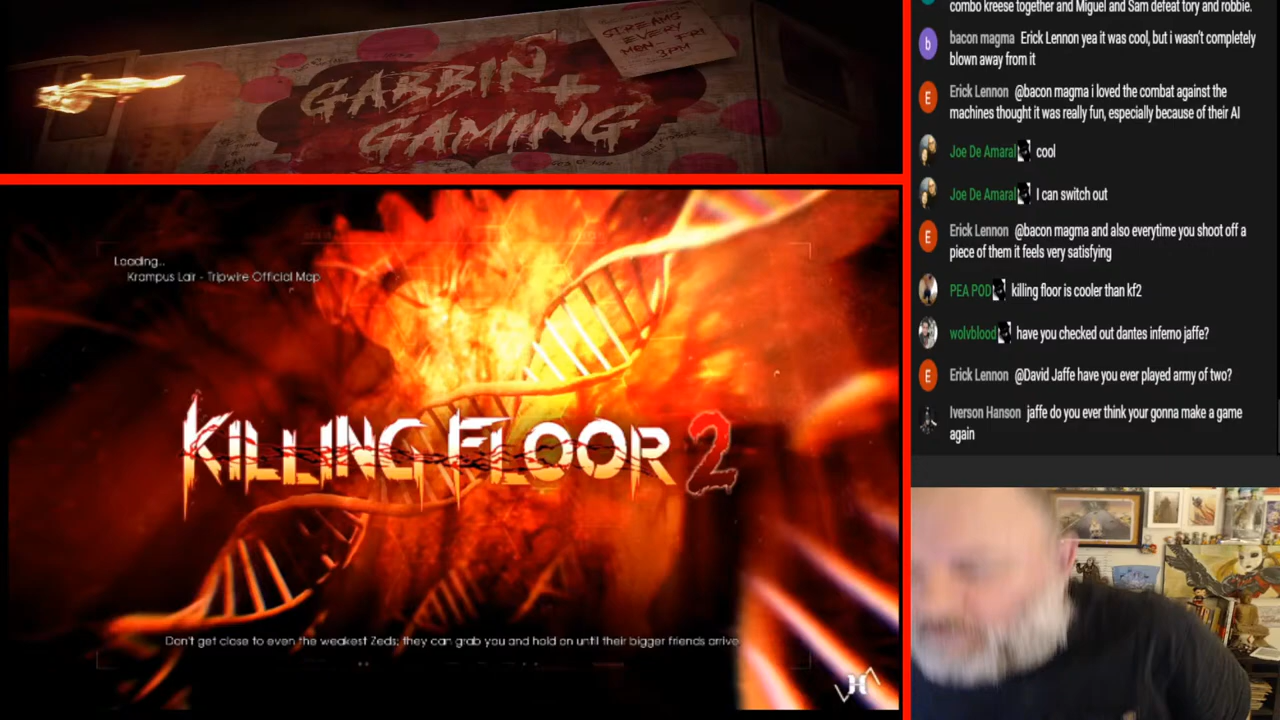 STREAMS
EVERY
MON - FRI
3PM
GABBIN
+
GAMING
Loading..
Krampus Lair - Tripwire Official Map
KILLING FLOOR 2
Don't get close to even the weakest Zeds; they can grab you and hold on until their bigger friends arrive
combo kreese together and Miguel and Sam defeat tory and robbie.
b
bacon magma Erick Lennon yea it was cool, but i wasn't completely
blown away from it
E
Erick Lennon @bacon magma i loved the combat against the
machines thought it was really fun, especially because of their AI
Joe De Amaral cool
Joe De Amaral I can switch out
E
Erick Lennon @bacon magma and also everytime you shoot off a
piece of them it feels very satisfying
PEA POD killing floor is cooler than kf2
wolvblood have you checked out dantes inferno jaffe?
E
Erick Lennon @David Jaffe have you ever played army of two?
Iverson Hanson jaffe do you ever think your gonna make a game
again